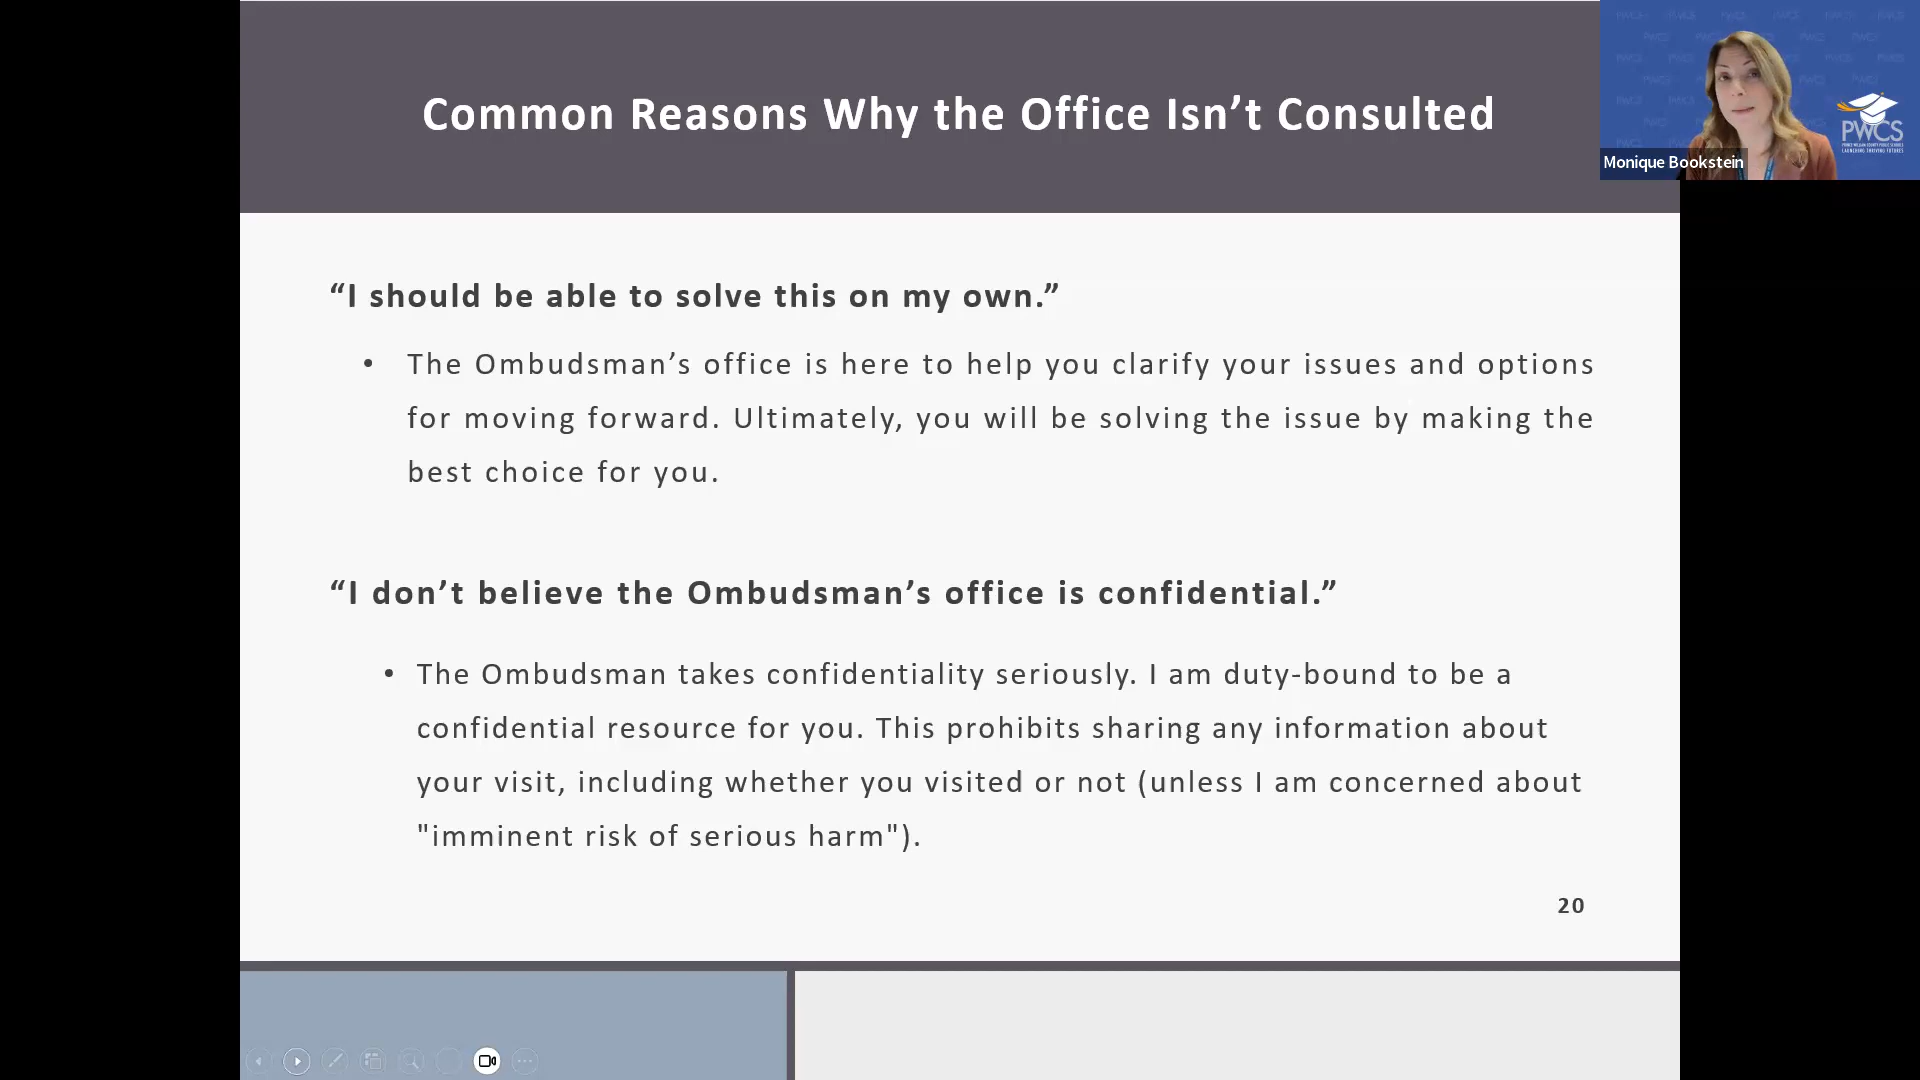 Common Reasons Why the Office Isn’t Consulted
PWCS
Monique Bookstein
“I should be able to solve this on my own.”
• The Ombudsman’s office is here to help you clarify your issues and options
for moving forward. Ultimately, you will be solving the issue by making the
best choice for you.
“I don’t believe the Ombudsman’s office is confidential.”
• The Ombudsman takes confidentiality seriously. I am duty-bound to be a
confidential resource for you. This prohibits sharing any information about
your visit, including whether you visited or not (unless I am concerned about
"imminent risk of serious harm").
20